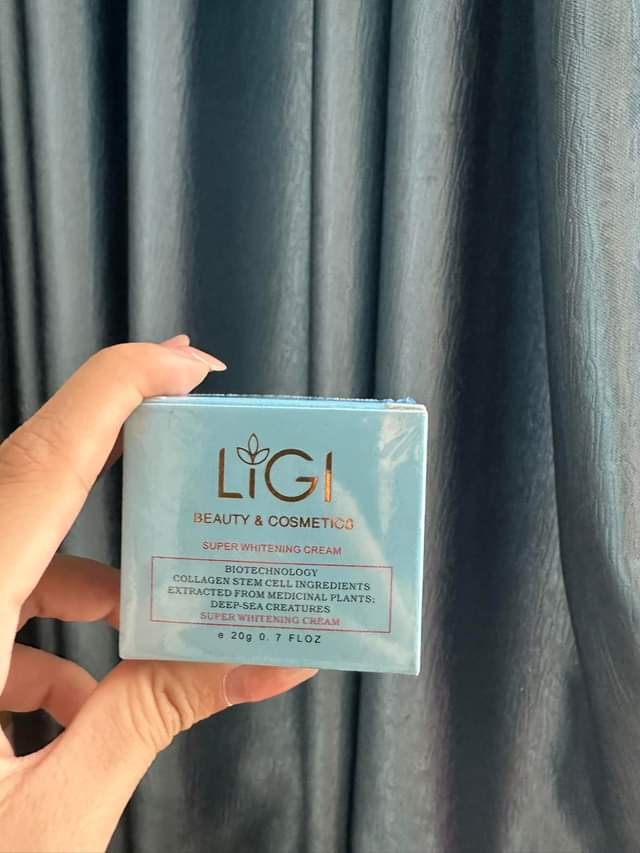 LiGI
BEAUTY & COSMETICS
SUPER WHITENING CREAM
BIOTECHNOLOGY
COLLAGEN STEM CELL INGREDIENTS
EXTRACTED FROM MEDICINAL PLANTS;
DEEP-SEA CREATURES
SUPER WHITENING CREAM
e 20g 0. 7 FLOZ